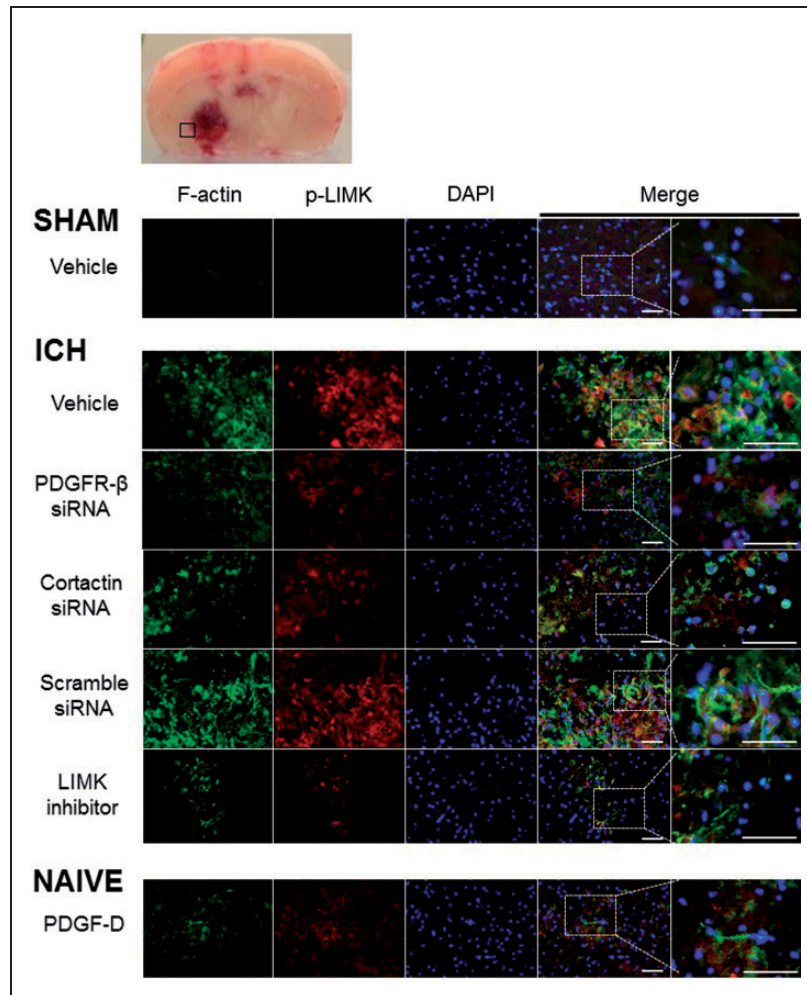 F-actin p-LIMK DAPI Merge
SHAM
Vehicle
ICH
Vehicle
PDGFR-β
siRNA
Cortactin
siRNA
Scramble
siRNA
LIMK
inhibitor
NAIVE
PDGF-D